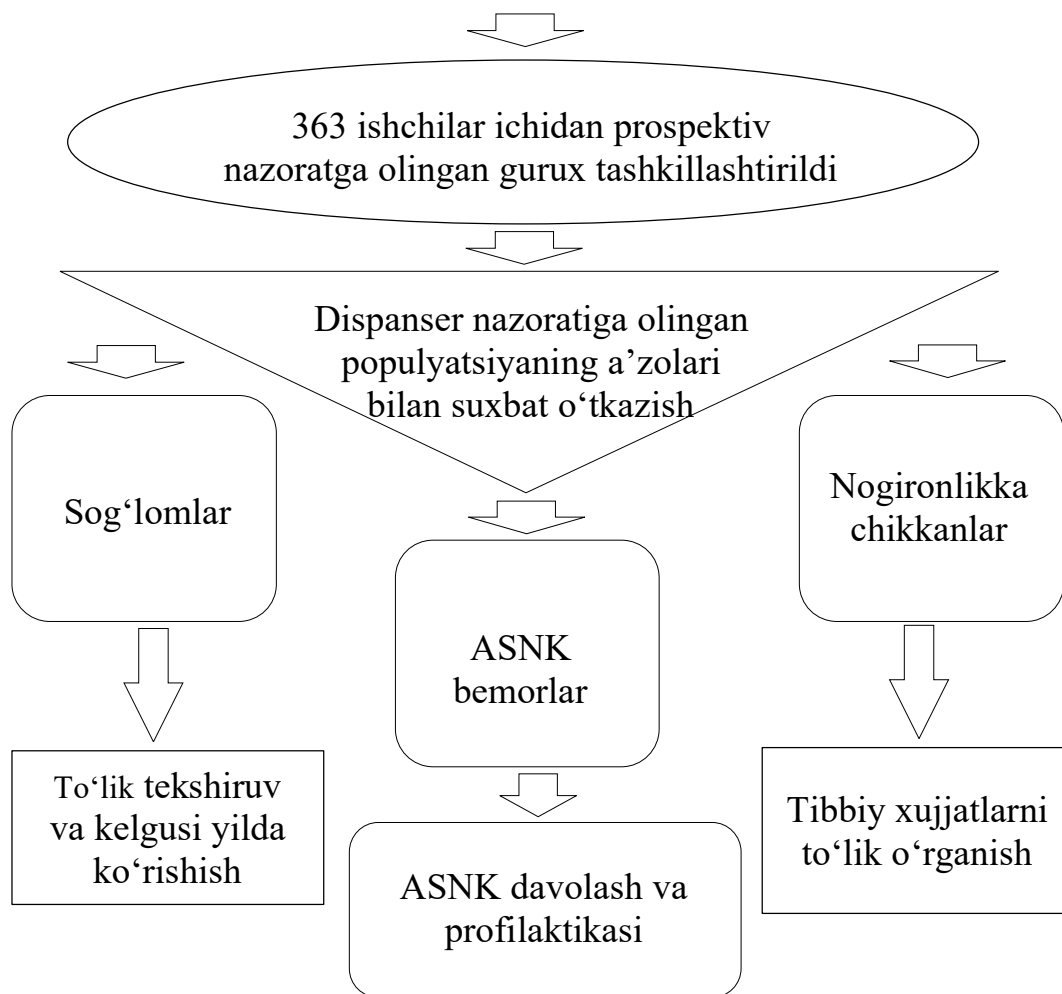 363 ishchilar ichidan prospektiv
nazoratga olingan gurux tashkillashtirildi
Dispanser nazoratiga olingan
populyatsiyaning a’zolari
bilan suxbat o‘tkazish
Sog‘lomlar
Nogironlikka
chikkanlar
ASNK
bemorlar
To‘lik tekshiruv
va kelgusi yilda
ko‘rishish
Tibbiy xujjatlarni
to‘lik o‘rganish
ASNK davolash va
profilaktikasi